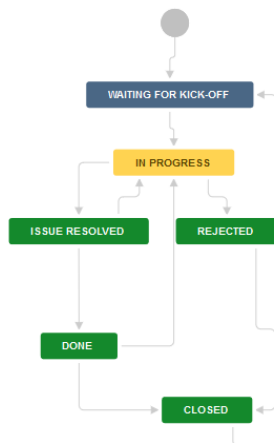 WAITING FOR KICK-OFF
IN PROGRESS
ISSUE RESOLVED
REJECTED
DONE
CLOSED